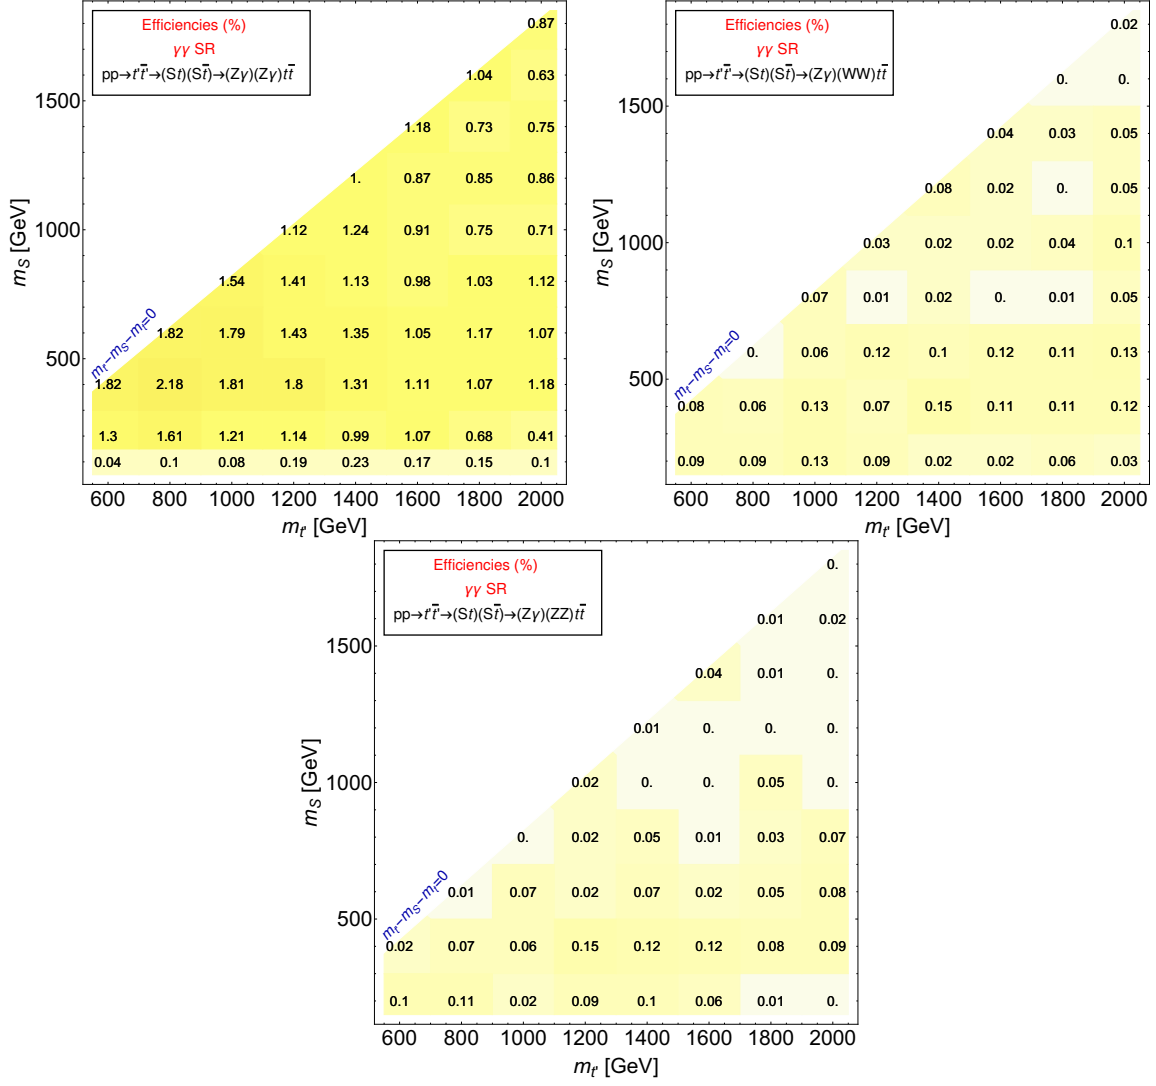 Efficiencies (%)
γγ SR
pp→t't̄'→(St)(St̄)→(Zγ)(Zγ)tt̄
0.87
1.04 0.63
1500
1.18 0.73 0.75
1. 0.87 0.85 0.86
1000
1.12 1.24 0.91 0.75 0.71
1.54 1.41 1.13 0.98 1.03 1.12
1.82 1.79 1.43 1.35 1.05 1.17 1.07
500
1.82 2.18 1.81 1.8 1.31 1.11 1.07 1.18
1.3 1.61 1.21 1.14 0.99 1.07 0.68 0.41
0.04 0.1 0.08 0.19 0.23 0.17 0.15 0.1
m_t'−m_S−m_t=0
m_S [GeV]
600 800 1000 1200 1400 1600 1800 2000
m_t' [GeV]
Efficiencies (%)
γγ SR
pp→t't̄'→(St)(St̄)→(Zγ)(WW)tt̄
0.02
0. 0.
1500
0.04 0.03 0.05
0.08 0.02 0. 0.05
1000
0.03 0.02 0.02 0.04 0.1
0.07 0.01 0.02 0. 0.01 0.05
0. 0.06 0.12 0.1 0.12 0.11 0.13
500
0.08 0.06 0.13 0.07 0.15 0.11 0.11 0.12
0.09 0.09 0.13 0.09 0.02 0.02 0.06 0.03
m_t'−m_S−m_t=0
m_S [GeV]
600 800 1000 1200 1400 1600 1800 2000
m_t' [GeV]
Efficiencies (%)
γγ SR
pp→t't̄'→(St)(St̄)→(Zγ)(ZZ)tt̄
0.
0.01 0.02
1500
0.04 0.01 0.
0.01 0. 0. 0.
1000
0.02 0. 0. 0.05 0.
0. 0.02 0.05 0.01 0.03 0.07
0.01 0.07 0.02 0.07 0.02 0.05 0.08
500
0.02 0.07 0.06 0.15 0.12 0.12 0.08 0.09
0.1 0.11 0.02 0.09 0.1 0.06 0.01 0.
m_t'−m_S−m_t=0
m_S [GeV]
600 800 1000 1200 1400 1600 1800 2000
m_t' [GeV]